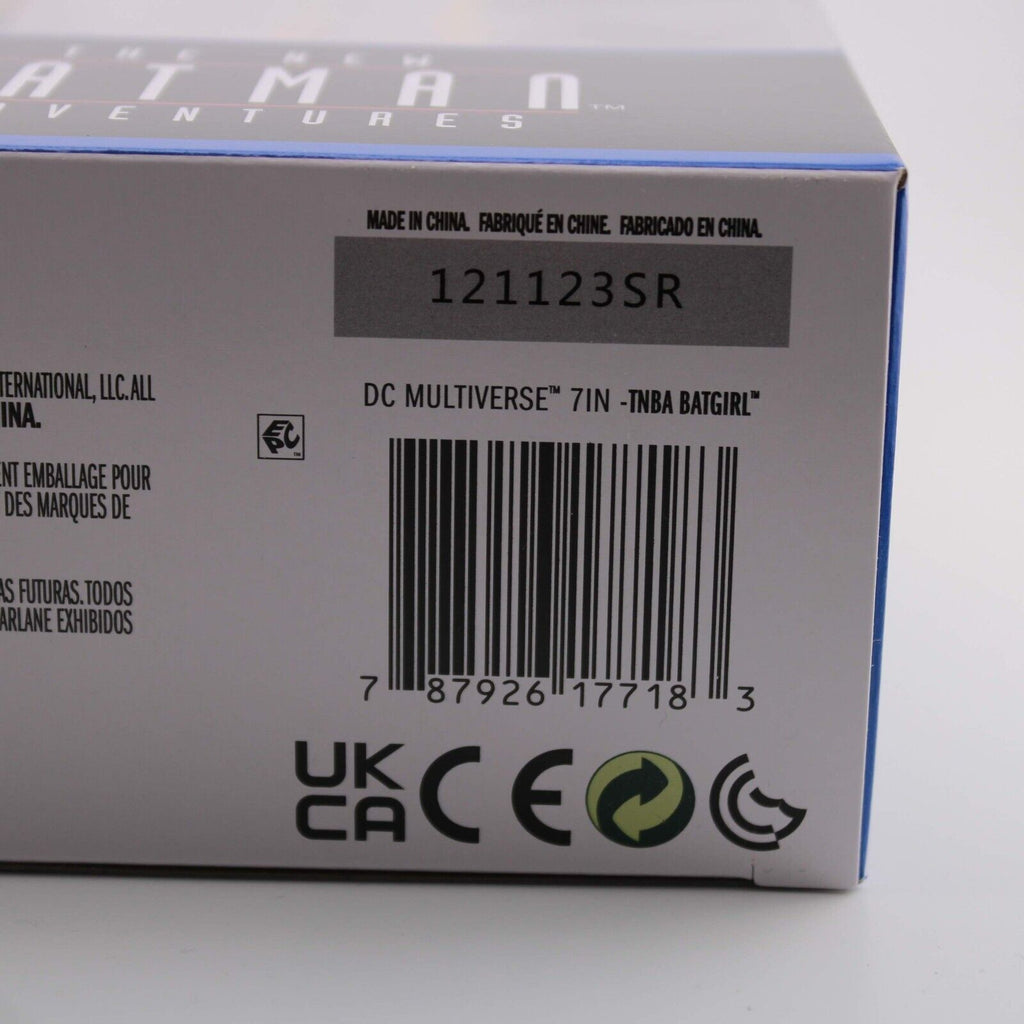 THE NEW
ATMAN™
VENTURES
MADE IN CHINA. FABRIQUÉ EN CHINE. FABRICADO EN CHINA.
121123SR
TERNATIONAL, LLC. ALL
INA.
DC MULTIVERSE™ 7IN -TNBA BATGIRL™
EPC™
ENT EMBALLAGE POUR
DES MARQUES DE
AS FUTURAS. TODOS
ARLANE EXHIBIDOS
7 87926 17718 3
UK
CA
CE